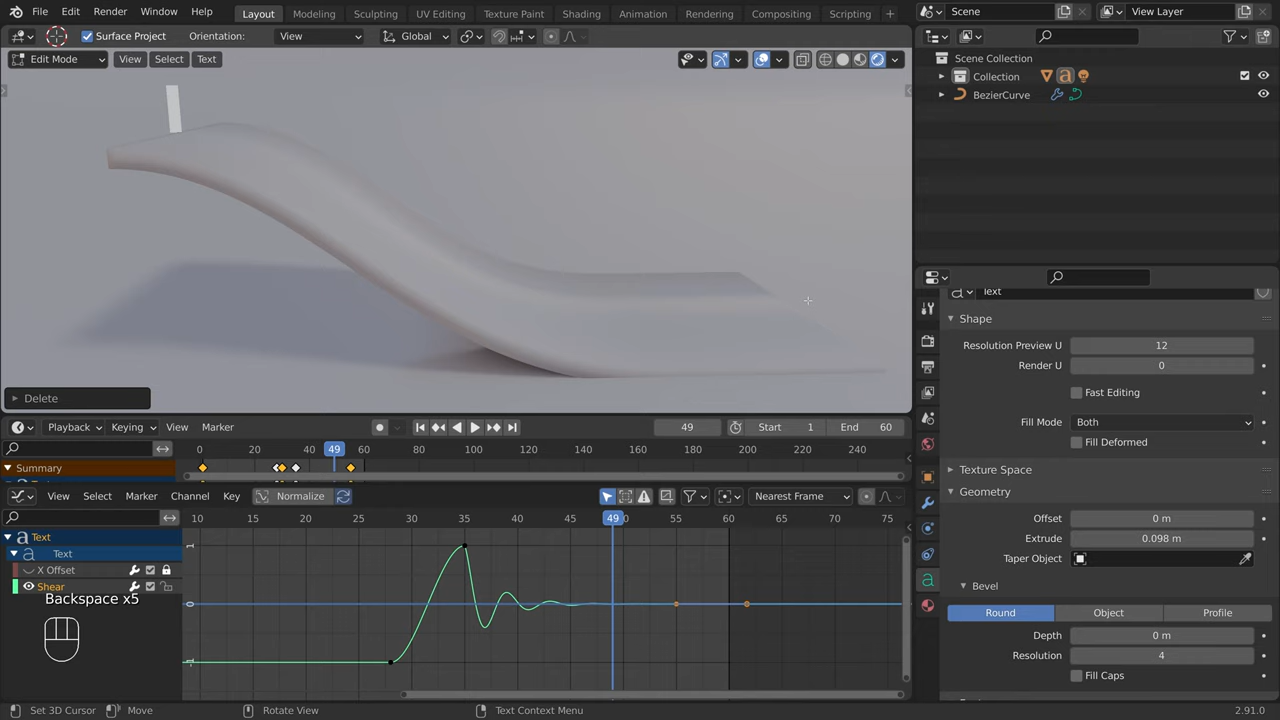 File Edit Render Window Help Layout Modeling Sculpting UV Editing Texture Paint Shading Animation Rendering Compositing Scripting + Scene View Layer
Surface Project Orientation: View Global
Edit Mode View Select Text
Scene Collection
Collection
BezierCurve
Text
Shape
Resolution Preview U 12
Render U 0
Fast Editing
Fill Mode Both
Fill Deformed
Texture Space
Geometry
Offset 0 m
Extrude 0.098 m
Taper Object
Bevel
Round Object Profile
Depth 0 m
Resolution 4
Fill Caps
Delete
Playback Keying View Marker 49 Start 1 End 60
0 20 40 49 60 80 100 120 140 160 180 200 220 240
Summary
View Select Marker Channel Key Normalize Nearest Frame
10 15 20 25 30 35 40 45 49 50 55 60 65 70 75
Text
Text
X Offset
Shear
1
0
-1
Backspace x5
Set 3D Cursor Move Rotate View Text Context Menu 2.91.0